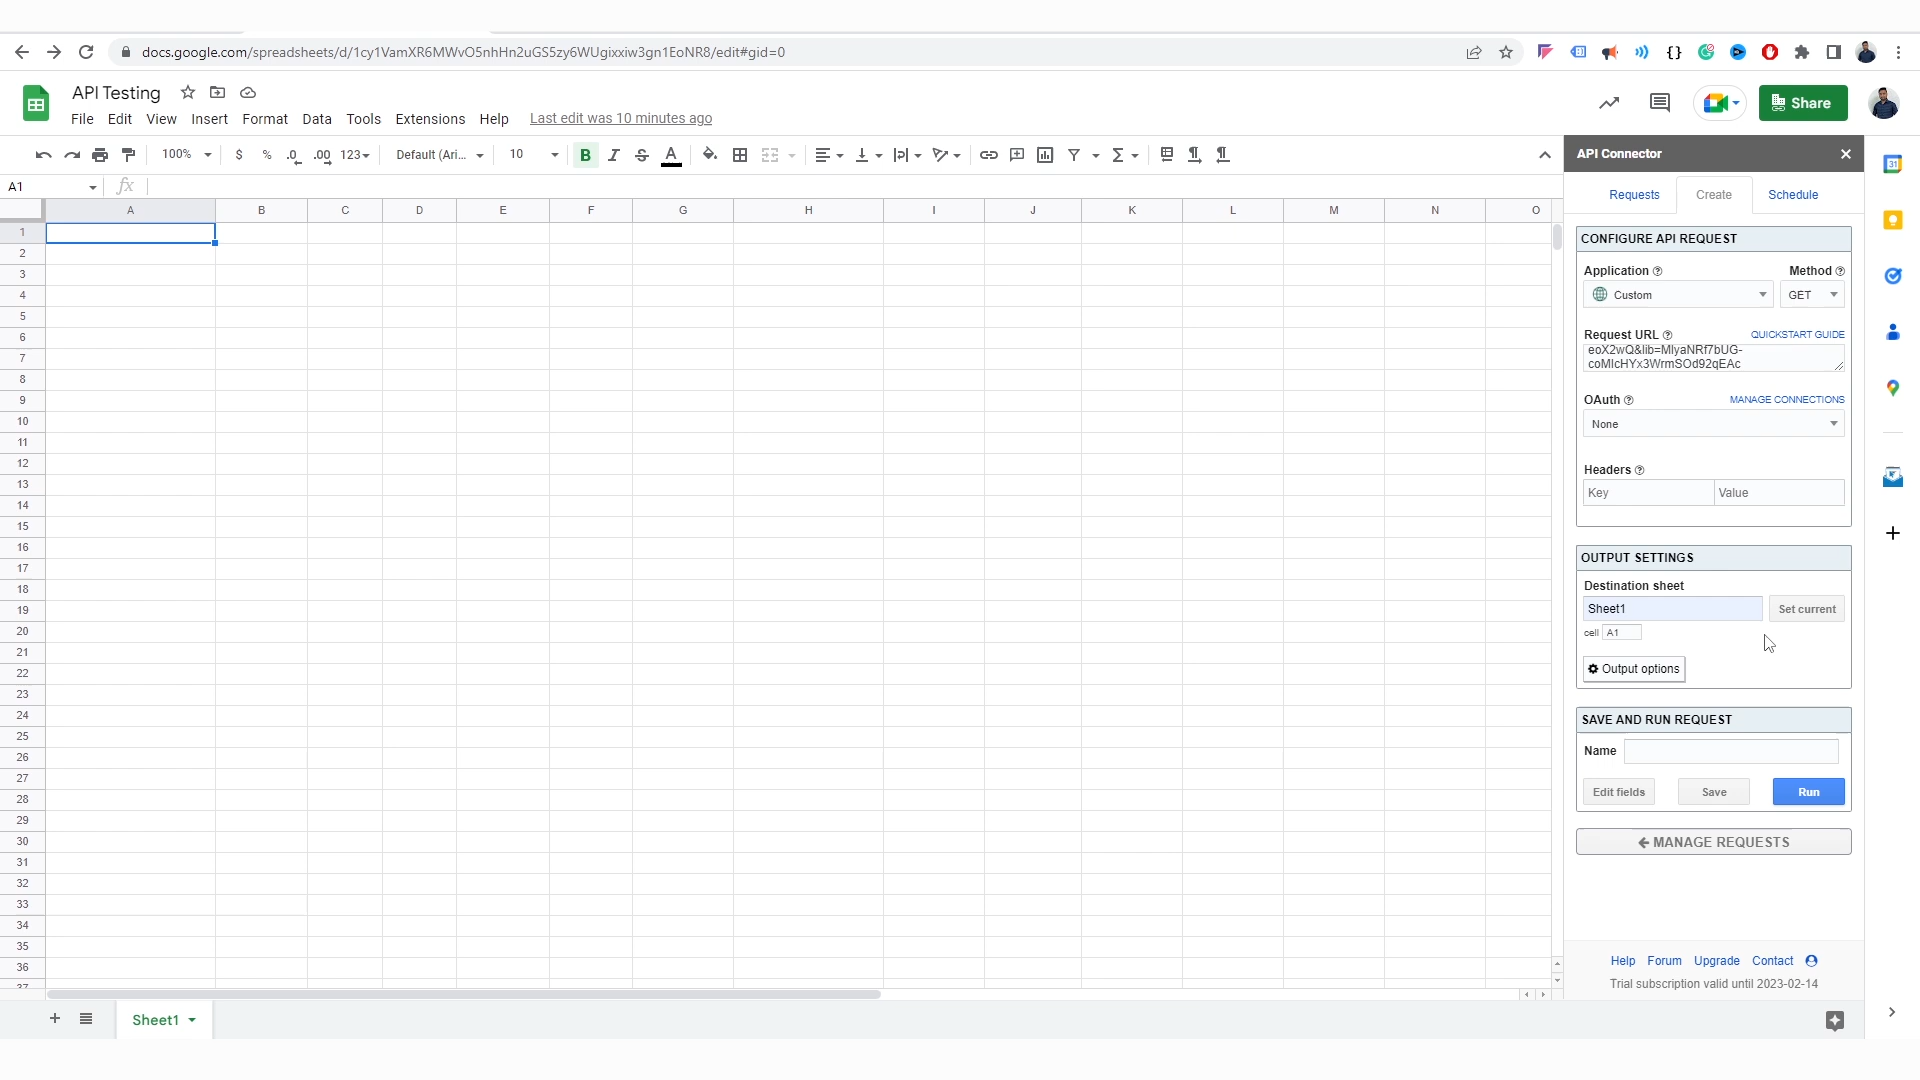 docs.google.com/spreadsheets/d/1cy1VamXR6MWvO5nhHn2uGS5zy6WUgixxiw3gn1EoNR8/edit#gid=0
API Testing
File Edit View Insert Format Data Tools Extensions Help Last edit was 10 minutes ago
Share
100% $ % .0 .00 123 Default (Ari... 10 B I S A
A1 fx
A B C D E F G H I J K L M N O
1
2
3
4
5
6
7
8
9
10
11
12
13
14
15
16
17
18
19
20
21
22
23
24
25
26
27
28
29
30
31
32
33
34
35
36
37
Sheet1
API Connector
Requests Create Schedule
CONFIGURE API REQUEST
Application Method
Custom GET
Request URL QUICKSTART GUIDE
eoX2wQ&lib=MlyaNRf7bUG-
coMlcHYx3WrmSOd92qEAc
OAuth MANAGE CONNECTIONS
None
Headers
Key Value
OUTPUT SETTINGS
Destination sheet
Sheet1 Set current
cell A1
Output options
SAVE AND RUN REQUEST
Name
Edit fields Save Run
MANAGE REQUESTS
Help Forum Upgrade Contact
Trial subscription valid until 2023-02-14
31